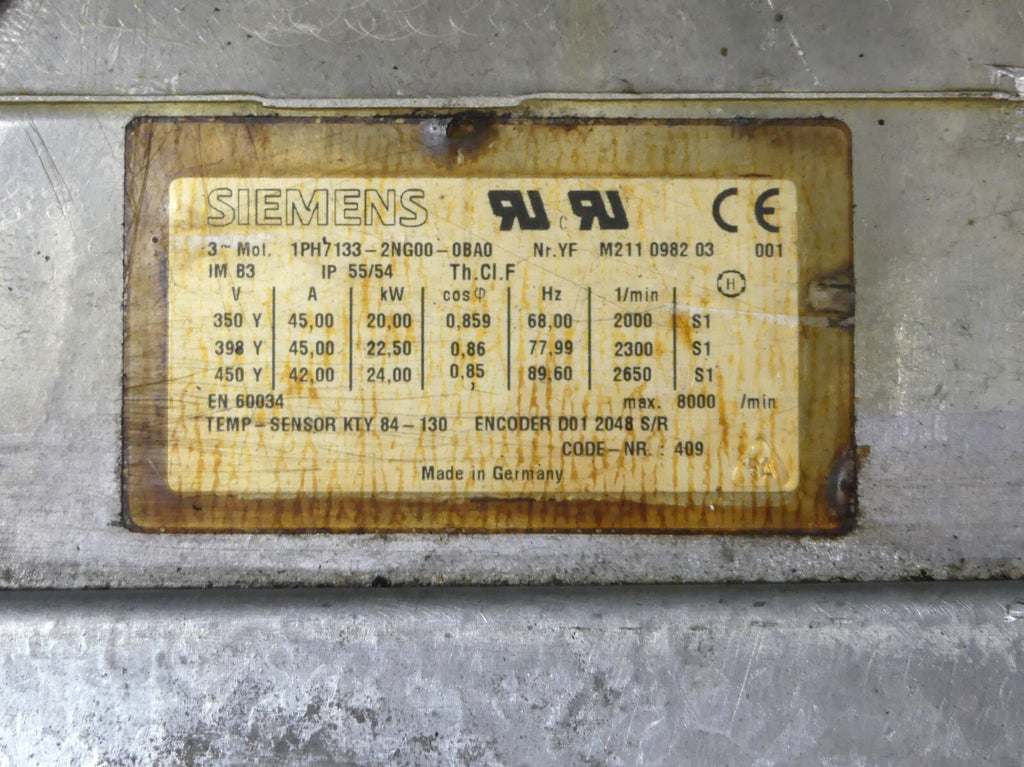 SIEMENS RU c RU CE
3~ Mot. 1PH7133-2NG00-0BA0 Nr.YF M211 0982 03 001
IM B3 IP 55/54 Th.Cl.F H
V A kW cosφ Hz 1/min
350 Y 45,00 20,00 0,859 68,00 2000 S1
398 Y 45,00 22,50 0,86 77,99 2300 S1
450 Y 42,00 24,00 0,85 89,60 2650 S1
EN 60034 max. 8000 /min
TEMP-SENSOR KTY 84-130 ENCODER D01 2048 S/R
CODE-NR. : 409
Made in Germany